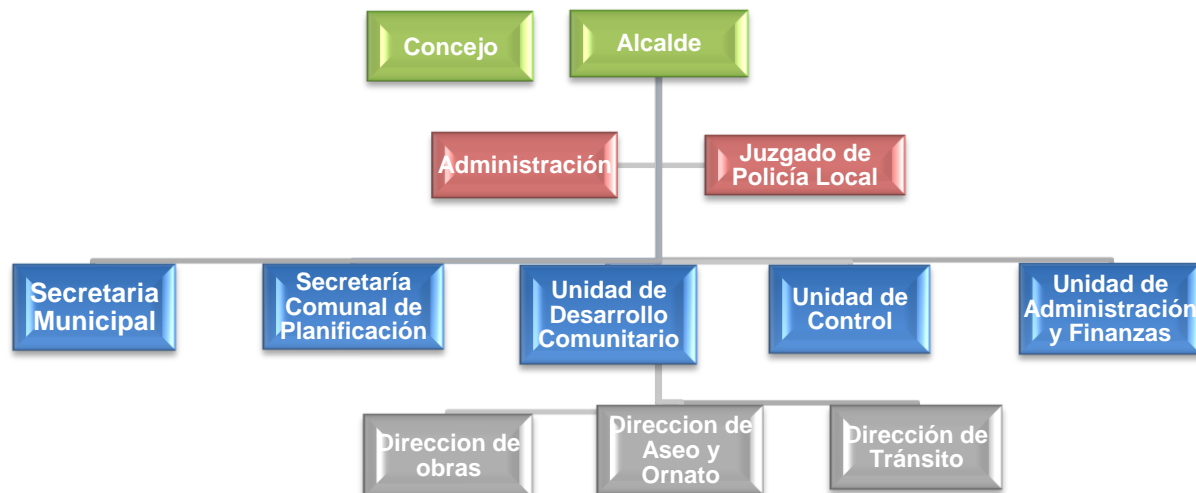 Concejo
Alcalde
Administración
Juzgado de
Policía Local
Secretaria
Municipal
Secretaría
Comunal de
Planificación
Unidad de
Desarrollo
Comunitario
Unidad de
Control
Unidad de
Administración
y Finanzas
Direccion de
obras
Direccion de
Aseo y
Ornato
Dirección de
Tránsito